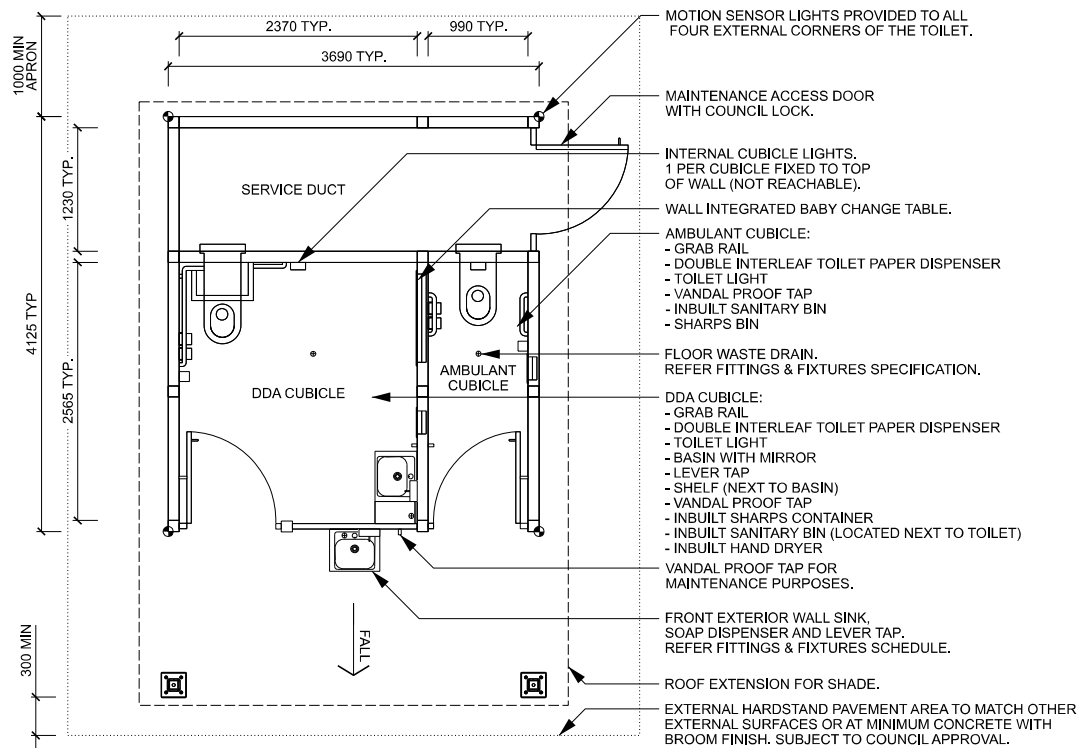 2370 TYP.
990 TYP.
3690 TYP.
1000 MIN
APRON
1230 TYP.
4125 TYP
2565 TYP.
300 MIN
SERVICE DUCT
DDA CUBICLE
AMBULANT
CUBICLE
FALL
MOTION SENSOR LIGHTS PROVIDED TO ALL
FOUR EXTERNAL CORNERS OF THE TOILET.
MAINTENANCE ACCESS DOOR
WITH COUNCIL LOCK.
INTERNAL CUBICLE LIGHTS.
1 PER CUBICLE FIXED TO TOP
OF WALL (NOT REACHABLE).
WALL INTEGRATED BABY CHANGE TABLE.
AMBULANT CUBICLE:
- GRAB RAIL
- DOUBLE INTERLEAF TOILET PAPER DISPENSER
- TOILET LIGHT
- VANDAL PROOF TAP
- INBUILT SANITARY BIN
- SHARPS BIN
FLOOR WASTE DRAIN.
REFER FITTINGS & FIXTURES SPECIFICATION.
DDA CUBICLE:
- GRAB RAIL
- DOUBLE INTERLEAF TOILET PAPER DISPENSER
- TOILET LIGHT
- BASIN WITH MIRROR
- LEVER TAP
- SHELF (NEXT TO BASIN)
- VANDAL PROOF TAP
- INBUILT SHARPS CONTAINER
- INBUILT SANITARY BIN (LOCATED NEXT TO TOILET)
- INBUILT HAND DRYER
VANDAL PROOF TAP FOR
MAINTENANCE PURPOSES.
FRONT EXTERIOR WALL SINK,
SOAP DISPENSER AND LEVER TAP.
REFER FITTINGS & FIXTURES SCHEDULE.
ROOF EXTENSION FOR SHADE.
EXTERNAL HARDSTAND PAVEMENT AREA TO MATCH OTHER
EXTERNAL SURFACES OR AT MINIMUM CONCRETE WITH
BROOM FINISH. SUBJECT TO COUNCIL APPROVAL.